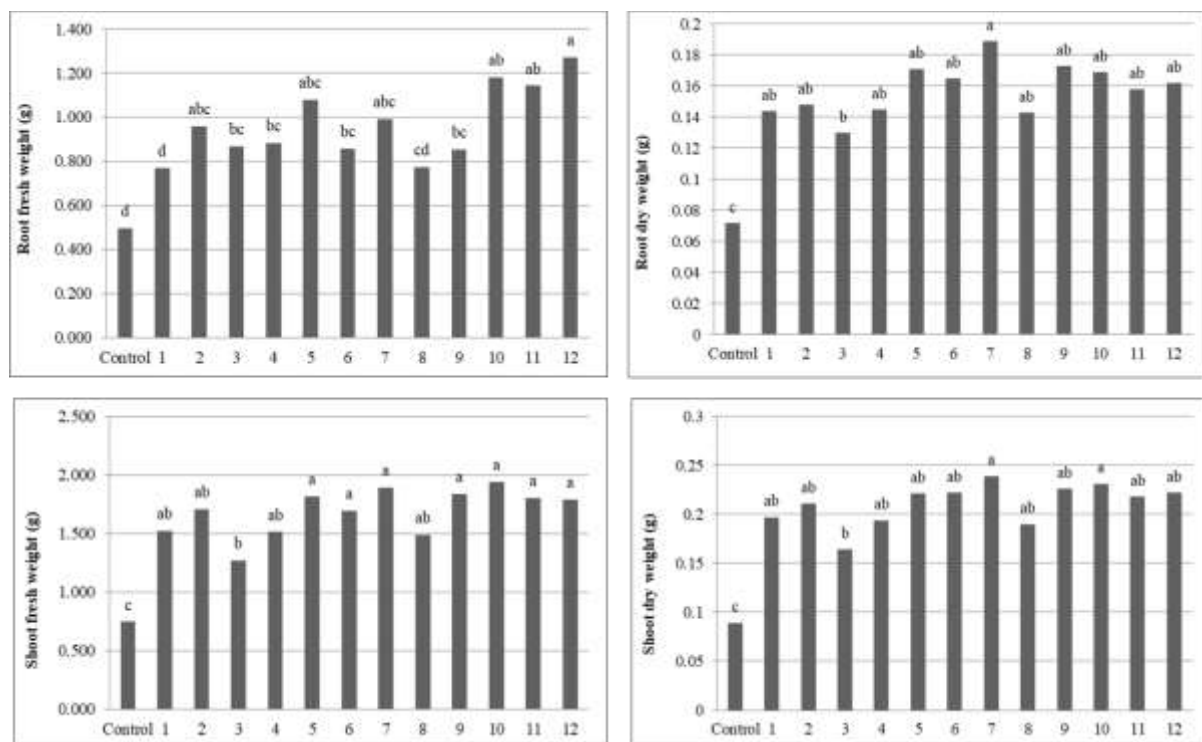 1.400
1.200
1.000
0.800
0.600
0.400
0.200
0.000
Root fresh weight (g)
d
d
abc
bc
bc
abc
bc
abc
cd
bc
ab
ab
a
Control 1 2 3 4 5 6 7 8 9 10 11 12
0.2
0.18
0.16
0.14
0.12
0.1
0.08
0.06
0.04
0.02
0
Root dry weight (g)
c
ab
ab
b
ab
ab
ab
a
ab
ab
ab
ab
ab
Control 1 2 3 4 5 6 7 8 9 10 11 12
2.500
2.000
1.500
1.000
0.500
0.000
Shoot fresh weight (g)
c
ab
ab
b
ab
a
a
a
ab
a
a
a
a
Control 1 2 3 4 5 6 7 8 9 10 11 12
0.3
0.25
0.2
0.15
0.1
0.05
0
Shoot dry weight (g)
c
ab
ab
b
ab
ab
ab
a
ab
ab
a
ab
ab
Control 1 2 3 4 5 6 7 8 9 10 11 12